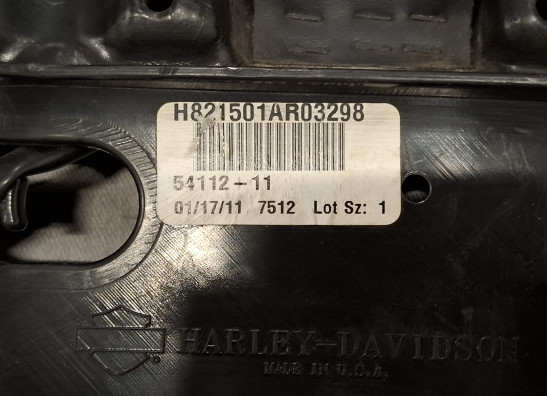 H821501AR03298
54112-11
01/17/11 7512 Lot Sz: 1
HARLEY-DAVIDSON
MADE IN U.S.A.